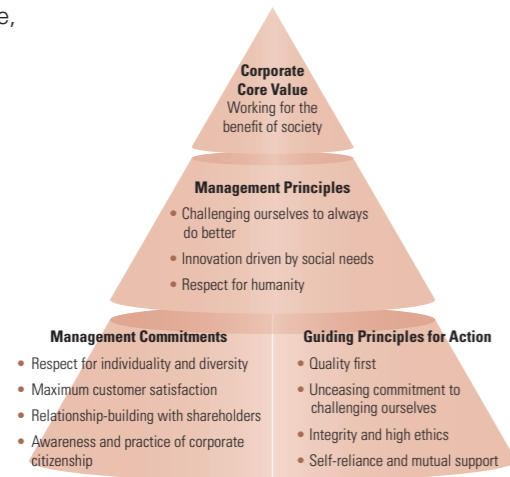 e,
Corporate
Core Value
Working for the
benefit of society
Management Principles
• Challenging ourselves to always
do better
• Innovation driven by social needs
• Respect for humanity
Management Commitments
• Respect for individuality and diversity
• Maximum customer satisfaction
• Relationship-building with shareholders
• Awareness and practice of corporate
citizenship
Guiding Principles for Action
• Quality first
• Unceasing commitment to
challenging ourselves
• Integrity and high ethics
• Self-reliance and mutual support